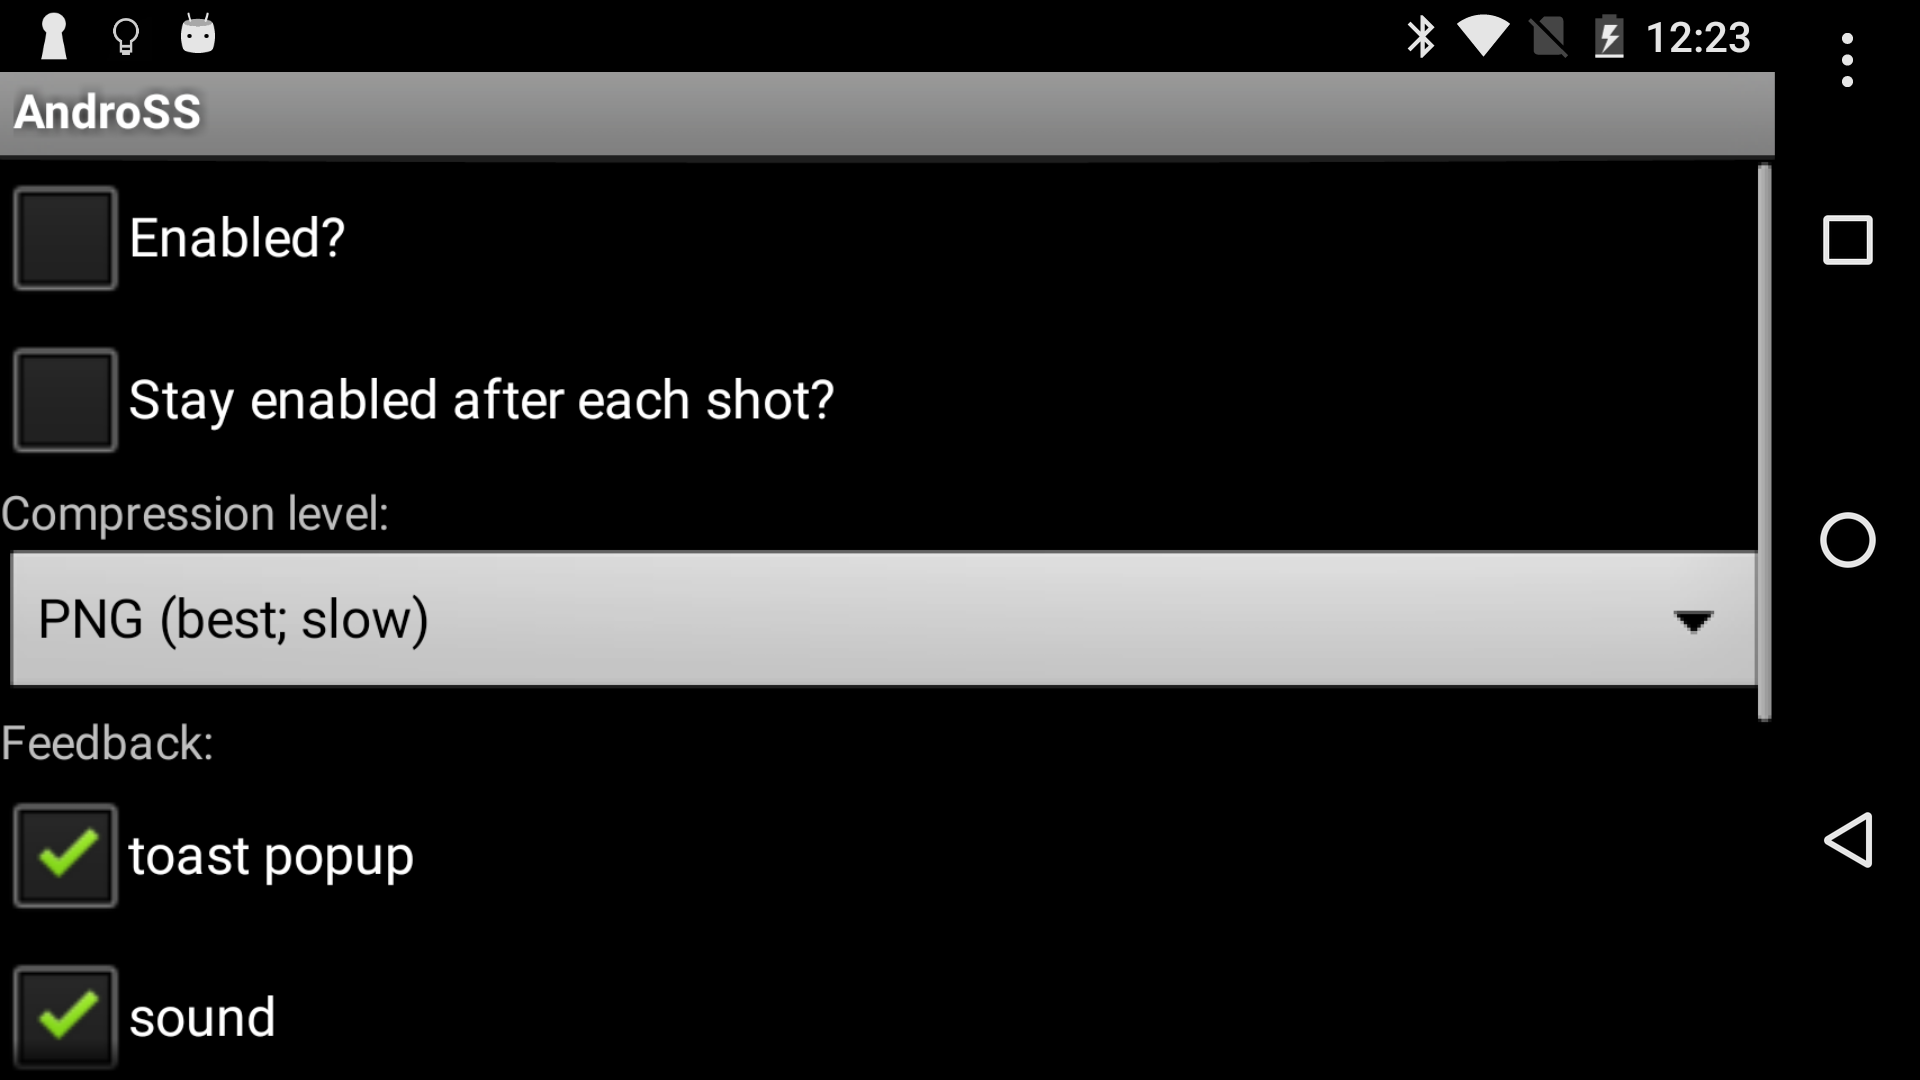 12:23
AndroSS
Enabled?
Stay enabled after each shot?
Compression level:
PNG (best; slow)
Feedback:
toast popup
sound